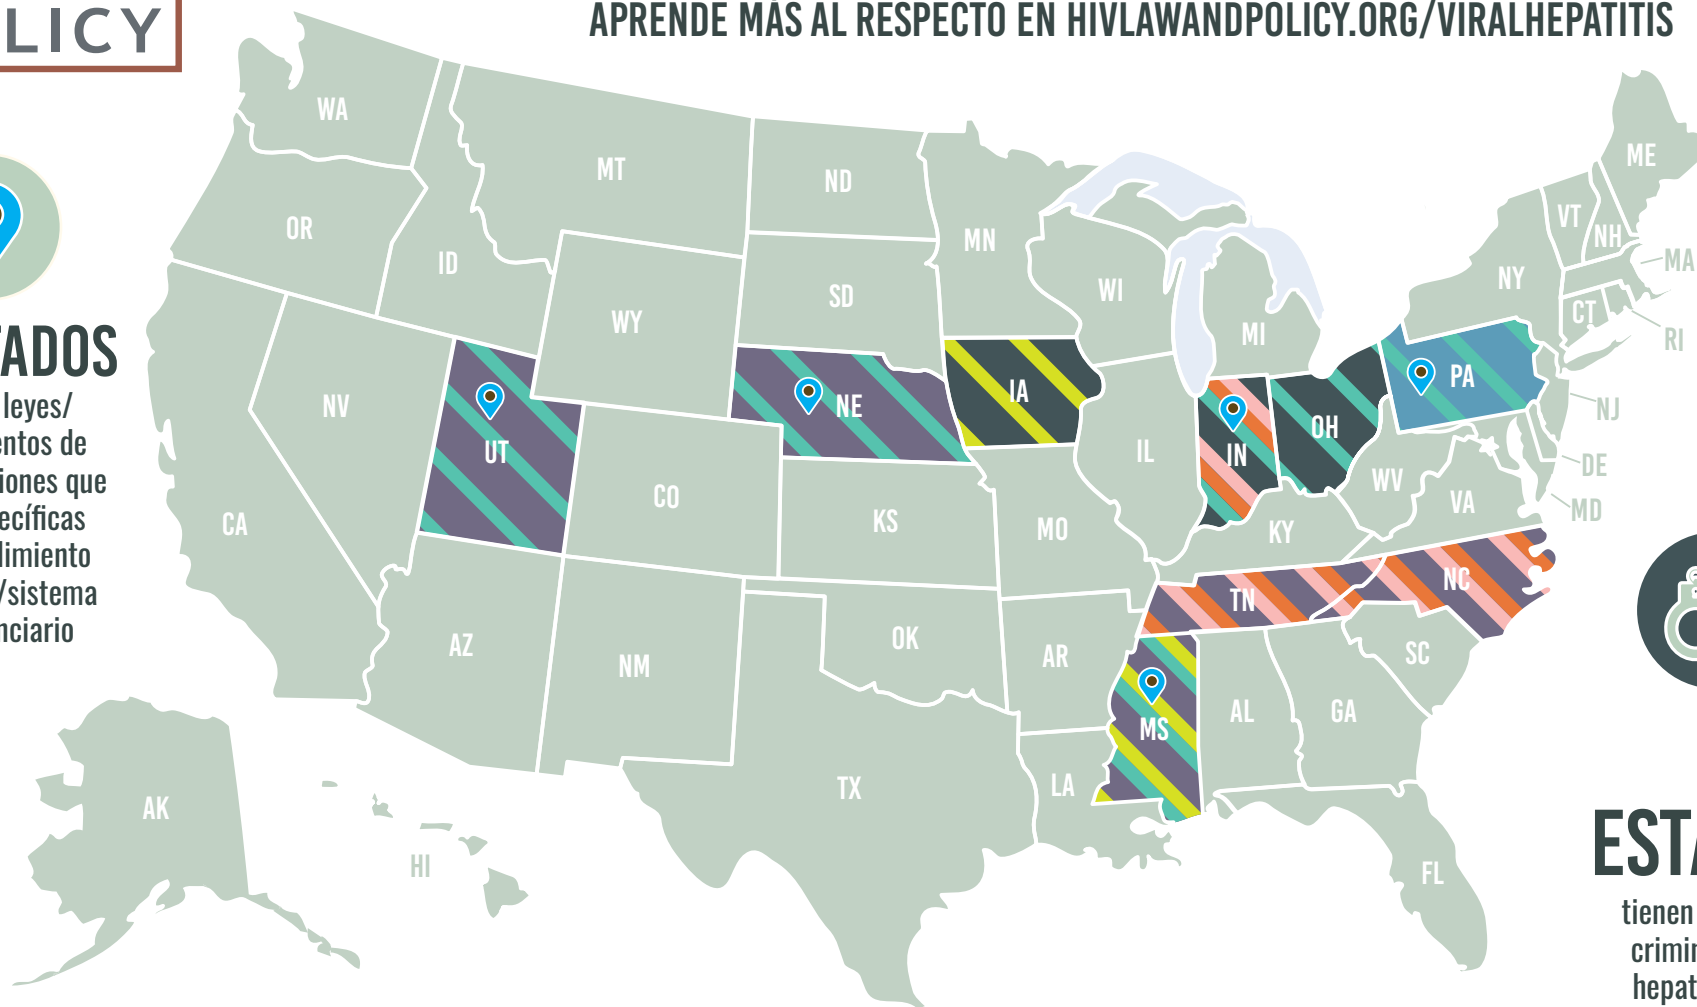 LICY
APRENDE MÁS AL RESPECTO EN HIVLAWANDPOLICY.ORG/VIRALHEPATITIS
TADOS
leyes/
entos de
iones que
ecíficas
limiento
/sistema
nciario
WA
OR
CA
NV
ID
MT
WY
UT
AZ
CO
NM
ND
SD
NE
KS
OK
TX
MN
IA
MO
AR
LA
WI
IL
MS
MI
IN
OH
KY
TN
AL
GA
FL
SC
NC
VA
WV
PA
NY
VT
NH
ME
MA
CT
RI
NJ
DE
MD
AK
HI
ESTA
tienen
crimin
hepat